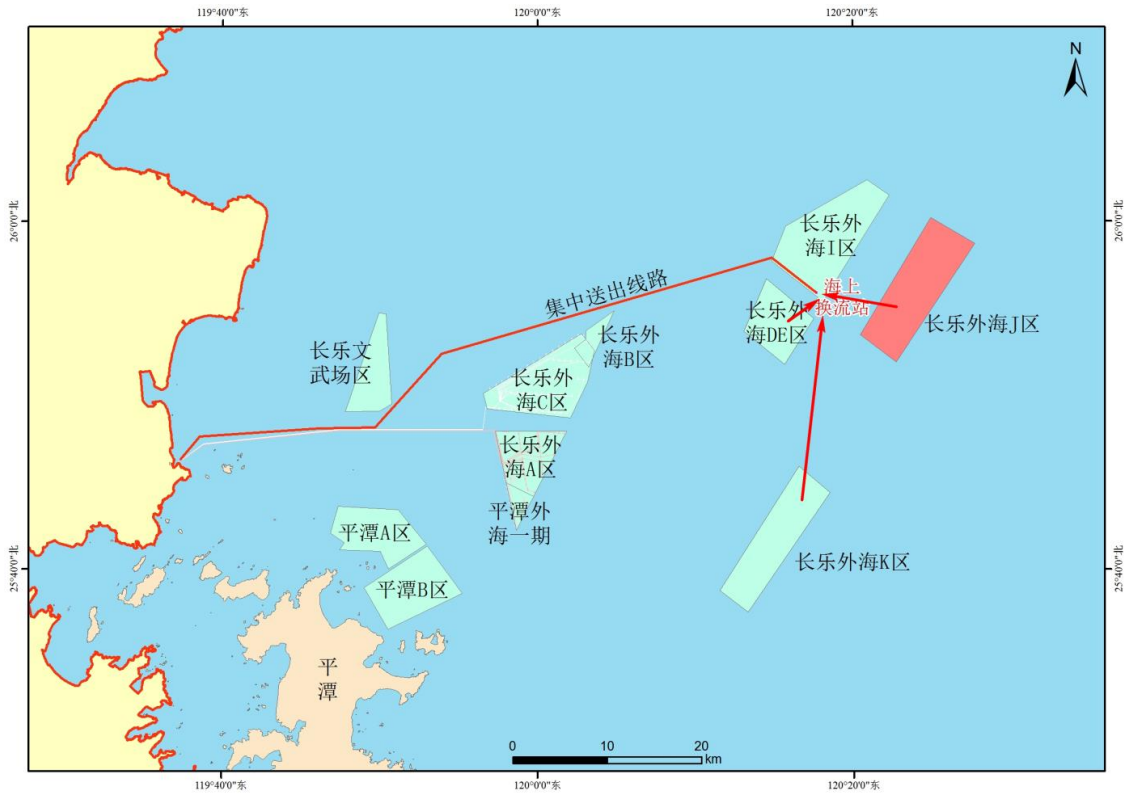 119°40'0"东
120°0'0"东
120°20'0"东
N
26°0'0"北
26°0'0"北
长乐外
海I区
海上
换流站
集中送出线路
长乐外
海DE区
长乐外海J区
长乐外
海B区
长乐文
武场区
长乐外
海C区
长乐外
海A区
平潭外
海一期
平潭A区
长乐外海K区
25°40'0"北
25°40'0"北
平潭B区
平
潭
0
10
20
km
119°40'0"东
120°0'0"东
120°20'0"东